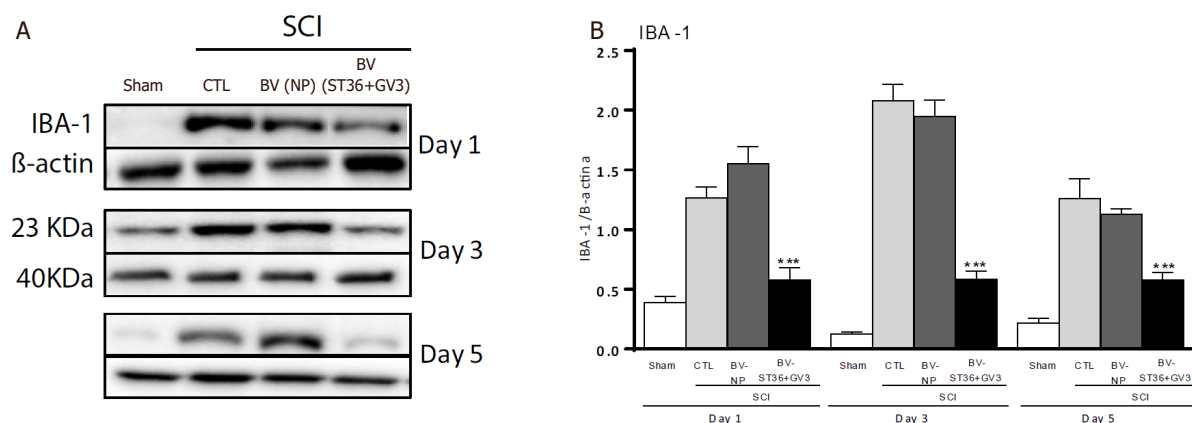 A
SCI
Sham
CTL
BV (NP)
BV
(ST36+GV3)
IBA-1
ß-actin
Day 1
23 KDa
40KDa
Day 3
Day 5
B
IBA -1
2.5
2.0
1.5
1.0
0.5
0.0
IBA -1 /B-actin a
***
***
***
Sham
CTL
BV-
NP
BV-
ST36+GV3
SCI
Day 1
Sham
CTL
BV-
NP
BV-
ST36+GV3
SCI
Day 3
Sham
CTL
BV-
NP
BV-
ST36+GV3
SCI
Day 5